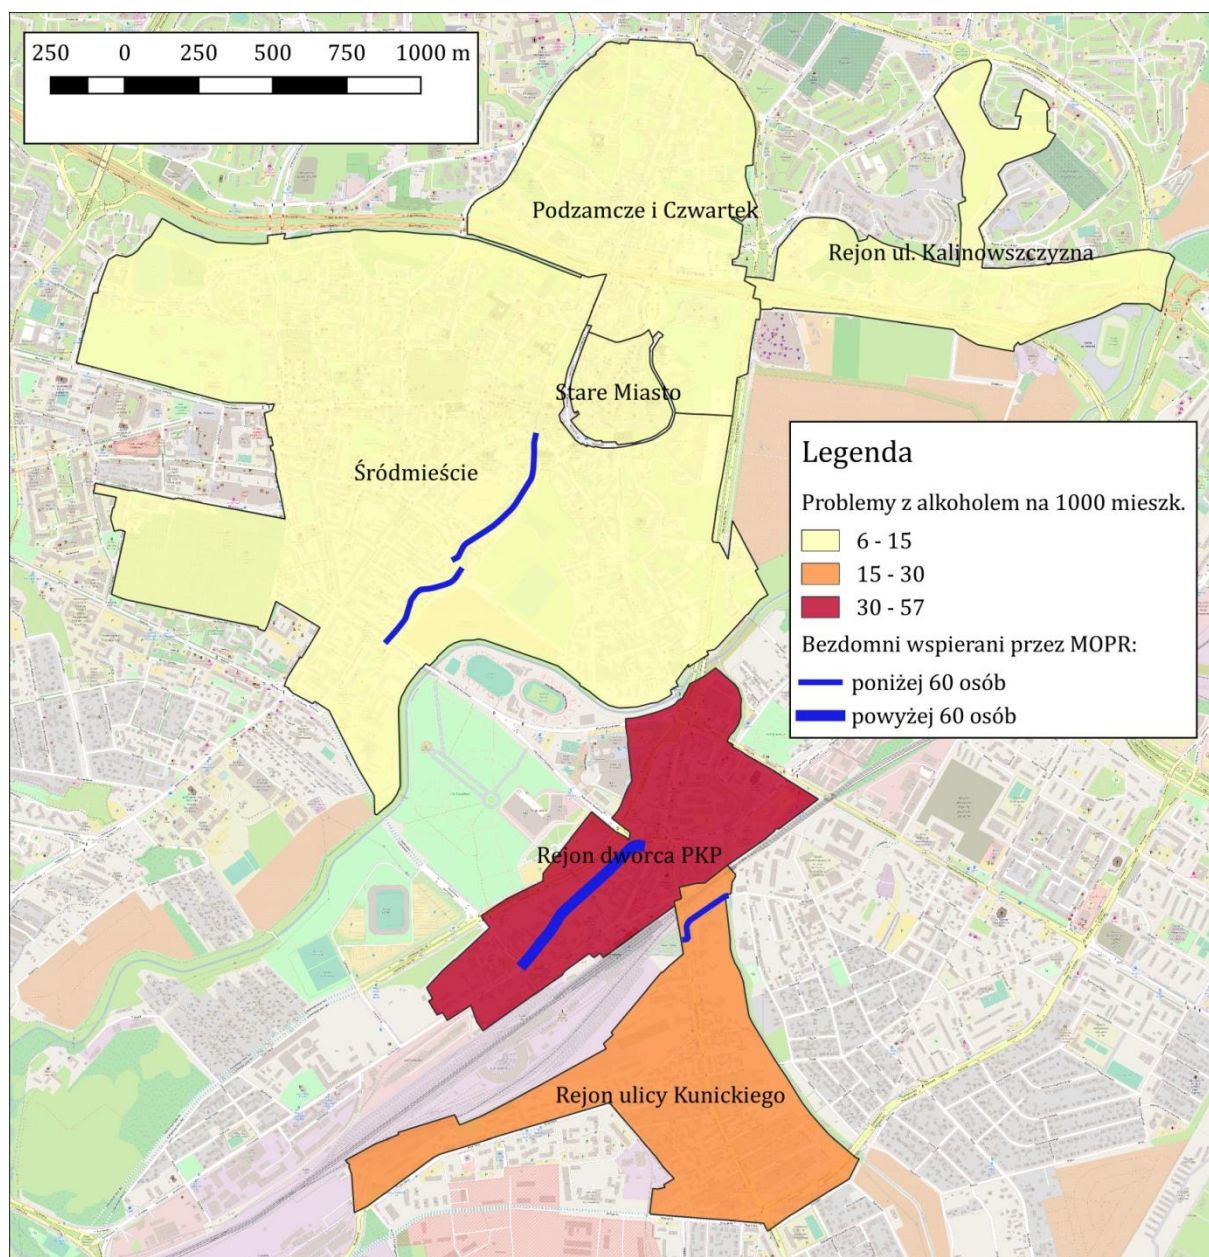 250 0 250 500 750 1000 m
Podzamcze i Czwartek
Rejon ul. Kalinowszczyzna
Stare Miasto
Śródmieście
Legenda
Problemy z alkoholem na 1000 mieszk.
6 - 15
15 - 30
30 - 57
Bezdomni wspierani przez MOPR:
poniżej 60 osób
powyżej 60 osób
Rejon dworca PKP
Rejon ulicy Kunickiego